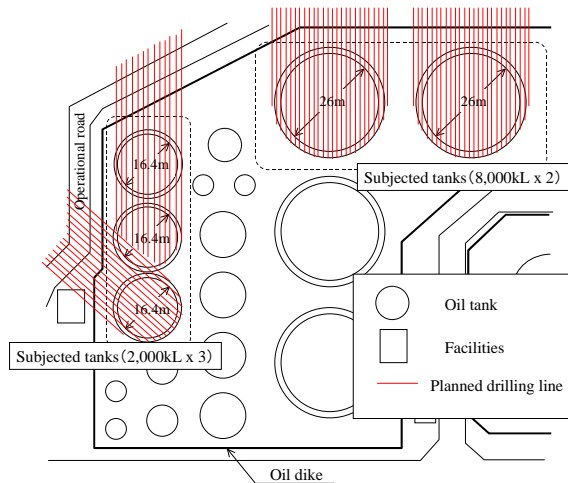 26m
26m
16.4m
Operational road
Subjected tanks(8,000kL x 2)
16.4m
16.4m
Oil tank
Subjected tanks(2,000kL x 3)
Facilities
Planned drilling line
Oil dike